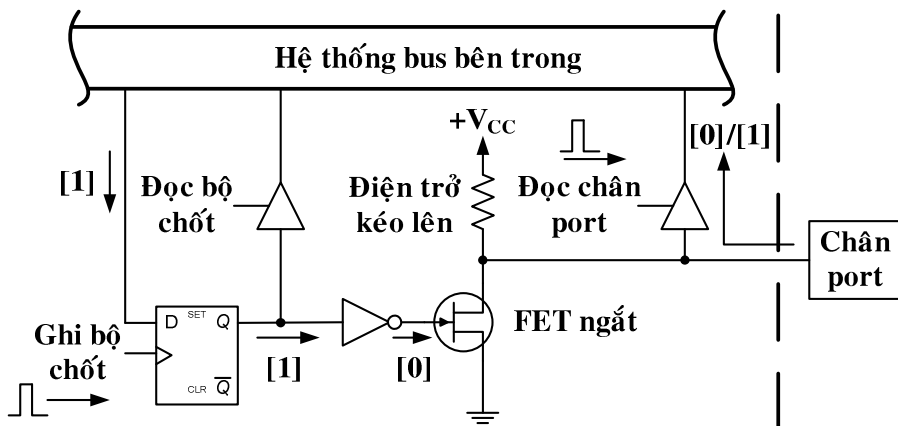 Hệ thống bus bên trong
+VCC
[0]/[1]
[1]
Đọc bộ
chốt
Điện trở
kéo lên
Đọc chân
port
Chân
port
D
SET
Q
CLR
Q
Ghi bộ
chốt
[1]
[0]
FET ngắt